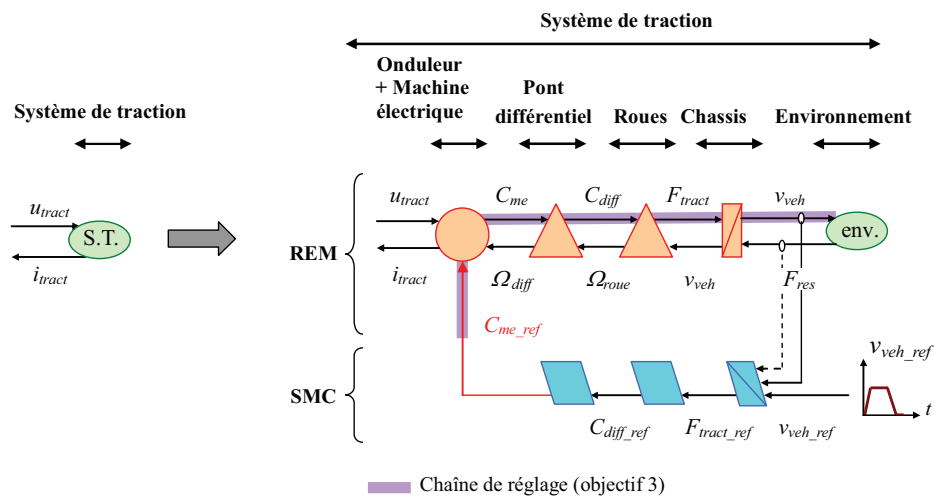 Système de traction
Onduleur
+ Machine
électrique
Pont
différentiel
Roues
Chassis
Environnement
Système de traction
u_tract
S.T.
i_tract
REM
u_tract
C_me
C_diff
F_tract
v_veh
env.
i_tract
Ω_diff
Ω_roue
v_veh
F_res
C_me_ref
SMC
v_veh_ref
t
C_diff_ref
F_tract_ref
v_veh_ref
Chaîne de réglage (objectif 3)